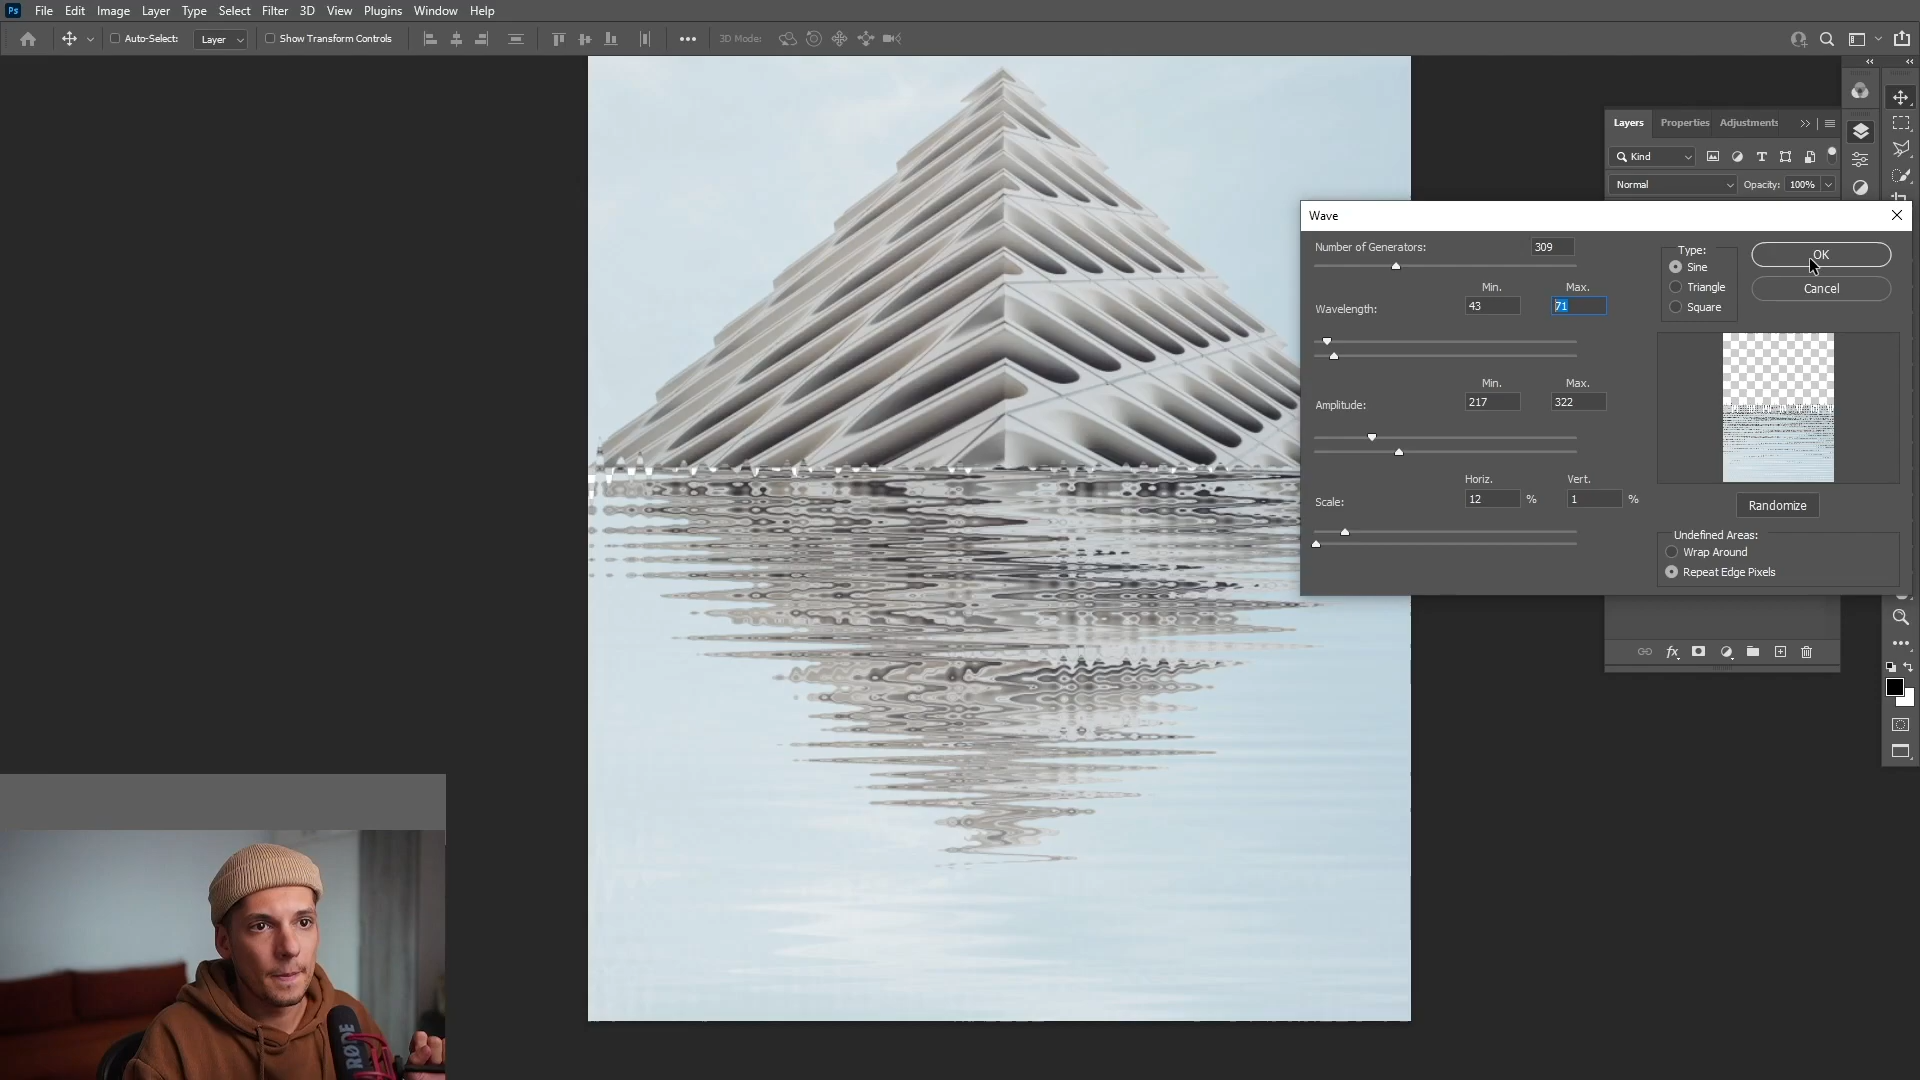 Ps File Edit Image Layer Type Select Filter 3D View Plugins Window Help
Auto-Select: Layer Show Transform Controls 3D Mode:
Layers Properties Adjustments
Kind
Normal Opacity: 100%
Wave
Number of Generators: 309
Type:
Sine
Triangle
Square
OK
Cancel
Min. Max.
Wavelength: 43 71
Min. Max.
Amplitude: 217 322
Horiz. Vert.
Scale: 12 % 1 %
Randomize
Undefined Areas:
Wrap Around
Repeat Edge Pixels
fx
RØDE